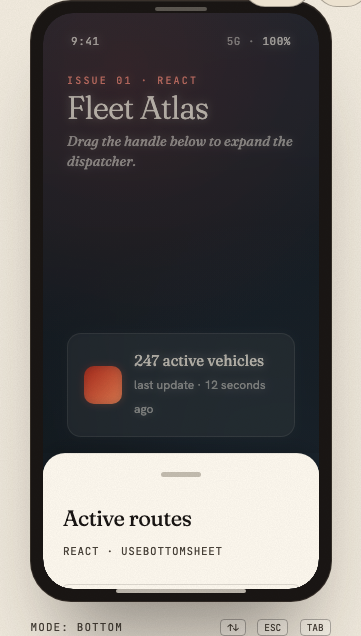 9:41 5G · 100%
ISSUE 01 · REACT
Fleet Atlas
Drag the handle below to expand the
dispatcher.
247 active vehicles
last update · 12 seconds
ago
Active routes
REACT · USEBOTTOMSHEET
MODE: BOTTOM ↑↓ ESC TAB